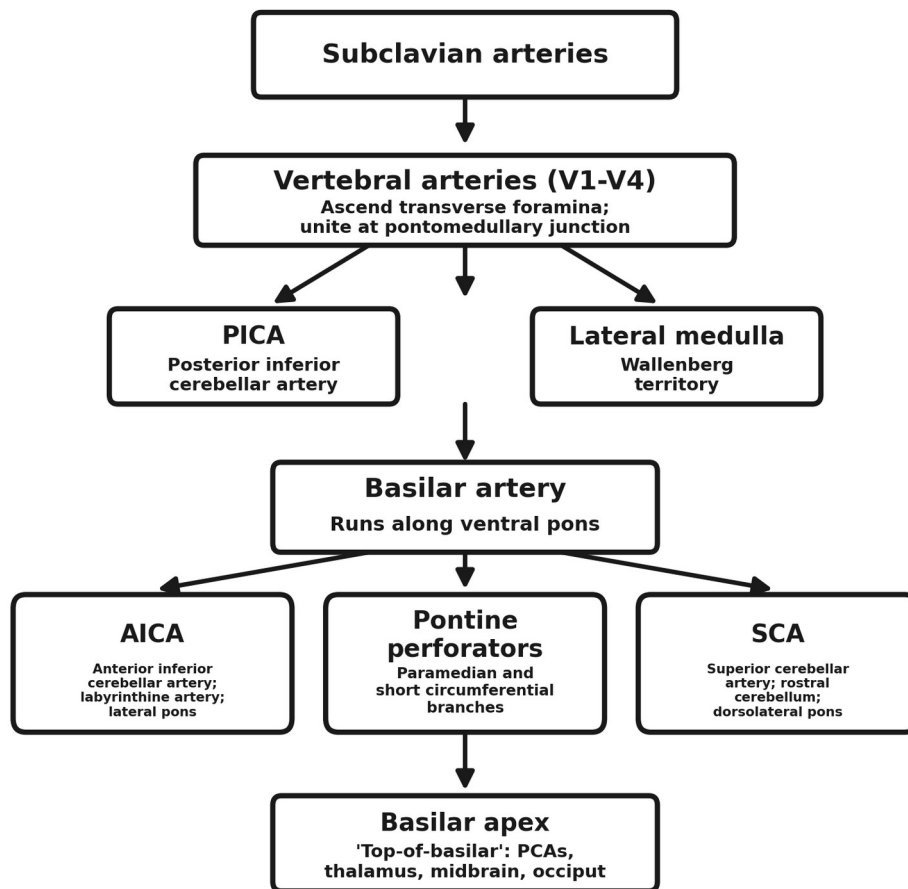 Subclavian arteries
Vertebral arteries (V1-V4)
Ascend transverse foramina;
unite at pontomedullary junction
PICA
Posterior inferior
cerebellar artery
Lateral medulla
Wallenberg
territory
Basilar artery
Runs along ventral pons
AICA
Anterior inferior
cerebellar artery;
labyrinthine artery;
lateral pons
Pontine
perforators
Paramedian and
short circumferential
branches
SCA
Superior cerebellar
artery; rostral
cerebellum;
dorsolateral pons
Basilar apex
'Top-of-basilar': PCAs,
thalamus, midbrain, occiput